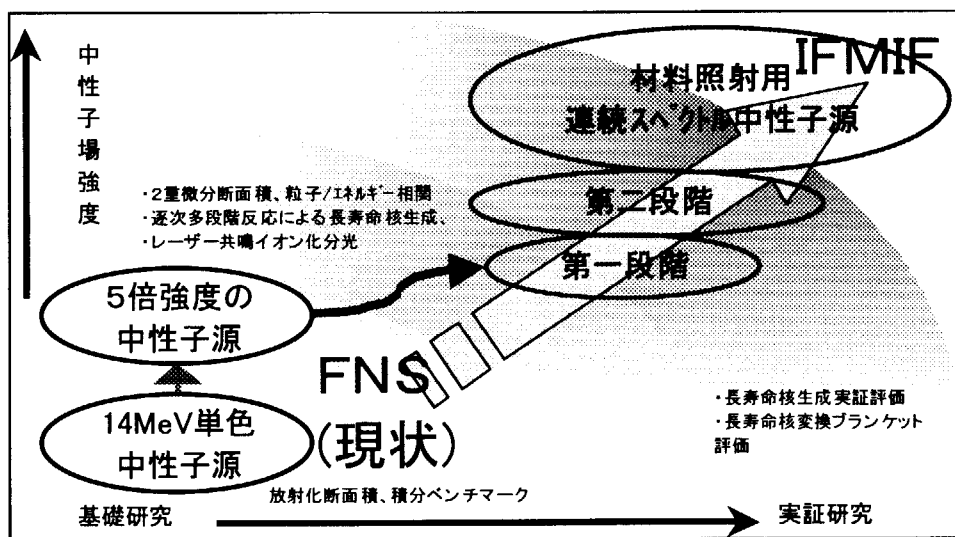 中性子場強度
IFMIF
材料照射用
連続スペクトル中性子源
・2重微分断面積、粒子/エネルギー相関
・逐次多段階反応による長寿命核生成、
・レーザー共鳴イオン化分光
第二段階
第一段階
5倍強度の
中性子源
FNS
(現状)
14MeV単色
中性子源
・長寿命核生成実証評価
・長寿命核変換ブランケット
評価
放射化断面積、積分ベンチマーク
基礎研究
実証研究